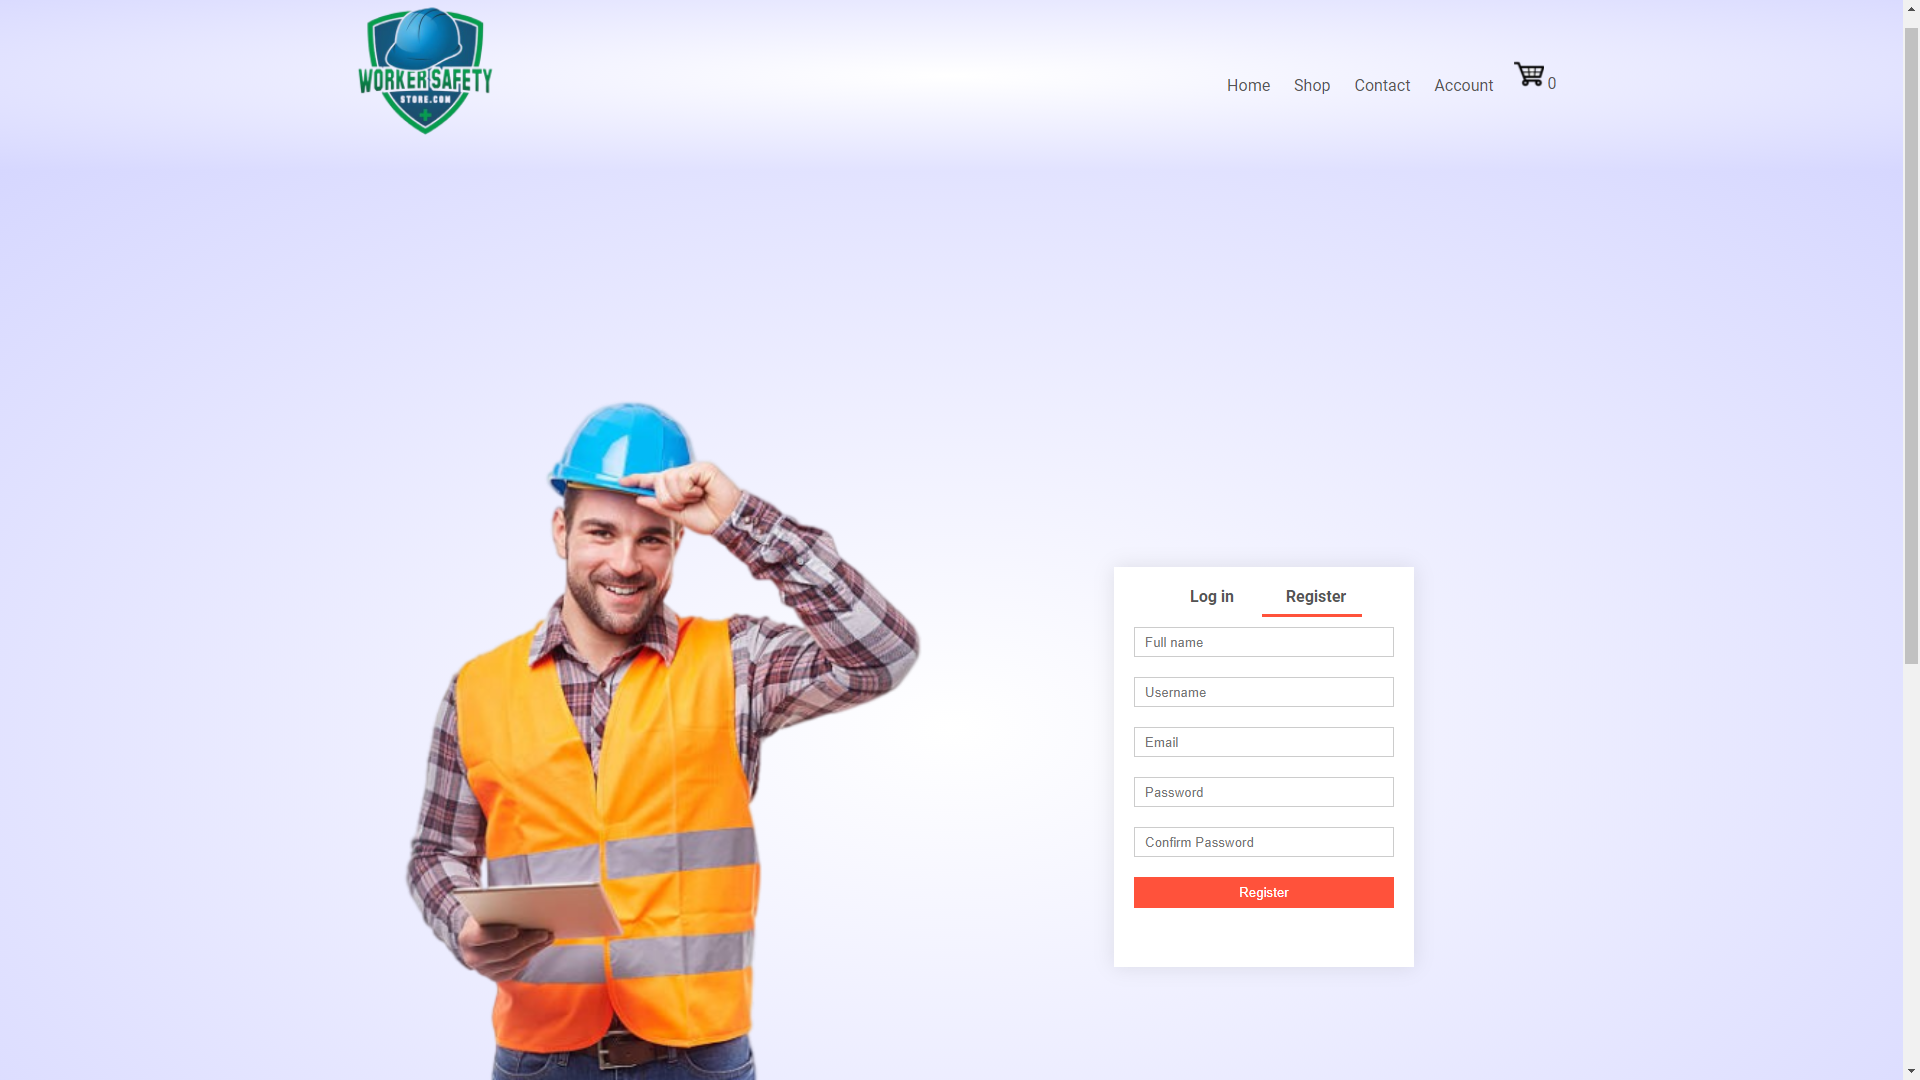 WORKER SAFETY
STORE.COM
Home
Shop
Contact
Account
0
Log in
Register
Full name
Username
Email
Password
Confirm Password
Register